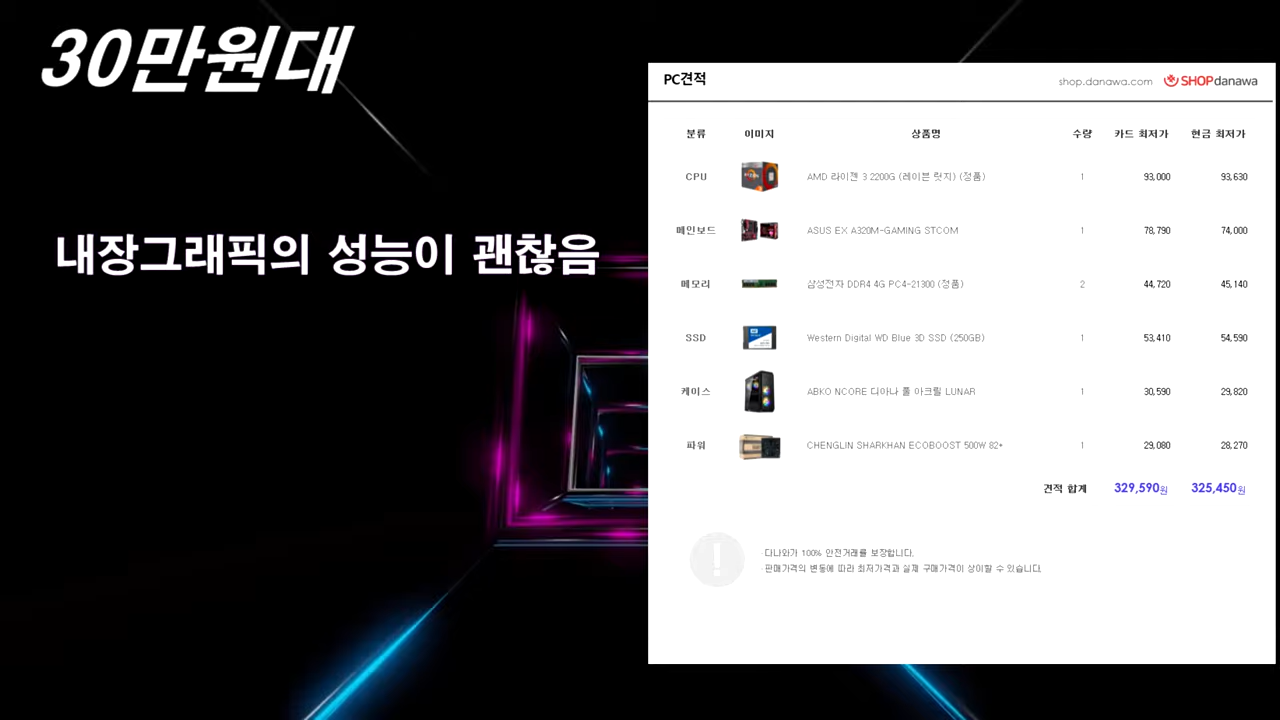 30만원대
내장그래픽의 성능이 괜찮음
PC견적 shop.danawa.com SHOPdanawa
분류 이미지 상품명 수량 카드 최저가 현금 최저가
CPU AMD 라이젠 3 2200G (레이븐 릿지) (정품) 1 93,000 93,630
메인보드 ASUS EX A320M-GAMING STCOM 1 78,790 74,000
메모리 삼성전자 DDR4 4G PC4-21300 (정품) 2 44,720 45,140
SSD Western Digital WD Blue 3D SSD (250GB) 1 53,410 54,590
케이스 ABKO NCORE 디아나 풀 아크릴 LUNAR 1 30,590 29,820
파워 CHENGLIN SHARKHAN ECOBOOST 500W 82+ 1 29,080 28,270
견적 합계 329,590원 325,450원
· 다나와가 100% 안전거래를 보장합니다.
· 판매가격의 변동에 따라 최저가격과 실제 구매가격이 상이할 수 있습니다.